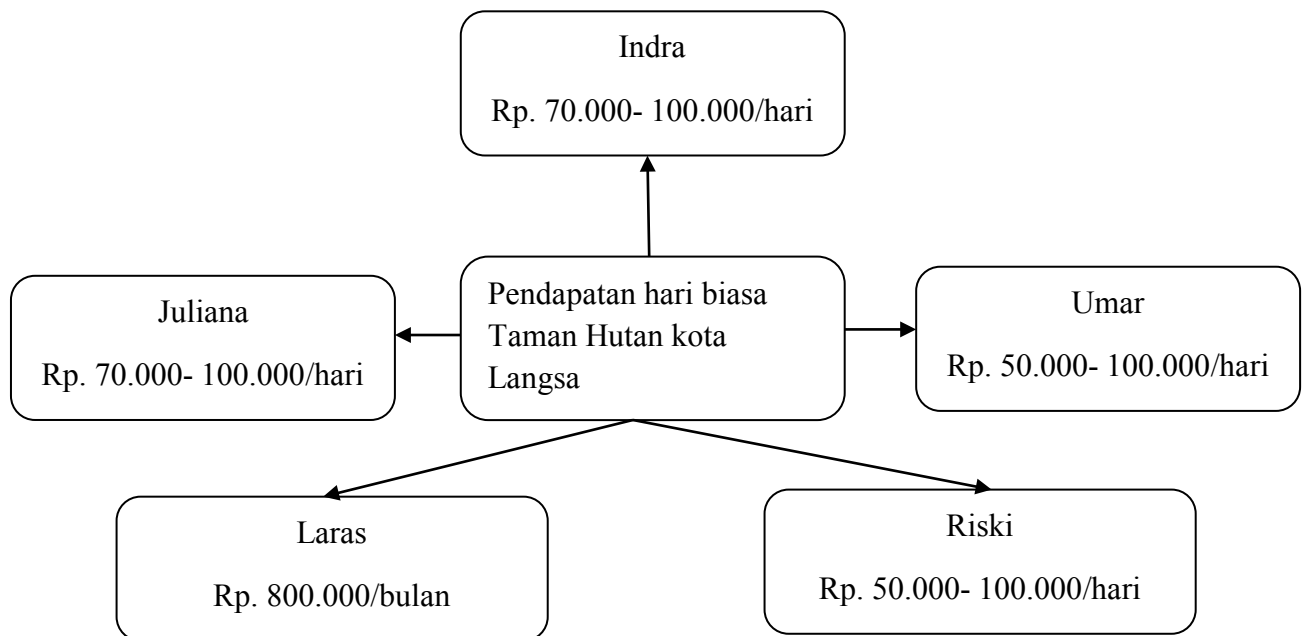 Indra
Rp. 70.000- 100.000/hari
Pendapatan hari biasa
Taman Hutan kota
Langsa
Juliana
Rp. 70.000- 100.000/hari
Umar
Rp. 50.000- 100.000/hari
Laras
Rp. 800.000/bulan
Riski
Rp. 50.000- 100.000/hari